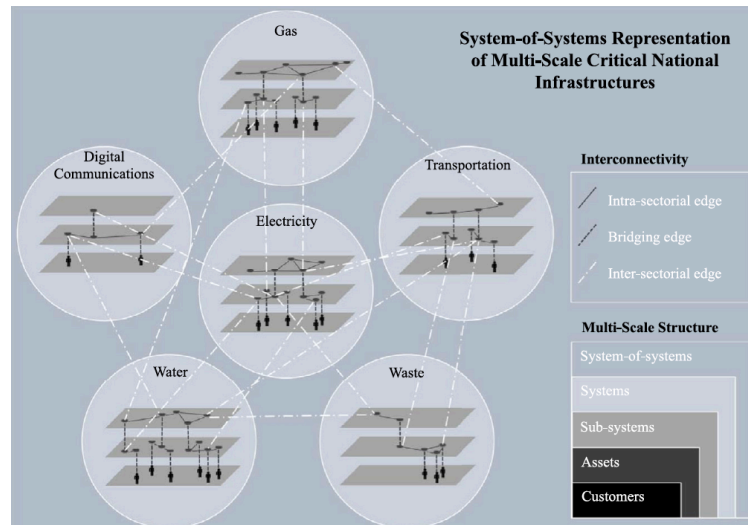 System-of-Systems Representation
of Multi-Scale Critical National
Infrastructures
Gas
Digital
Communications
Transportation
Electricity
Water
Waste
Interconnectivity
Intra-sectorial edge
Bridging edge
Inter-sectorial edge
Multi-Scale Structure
System-of-systems
Systems
Sub-systems
Assets
Customers